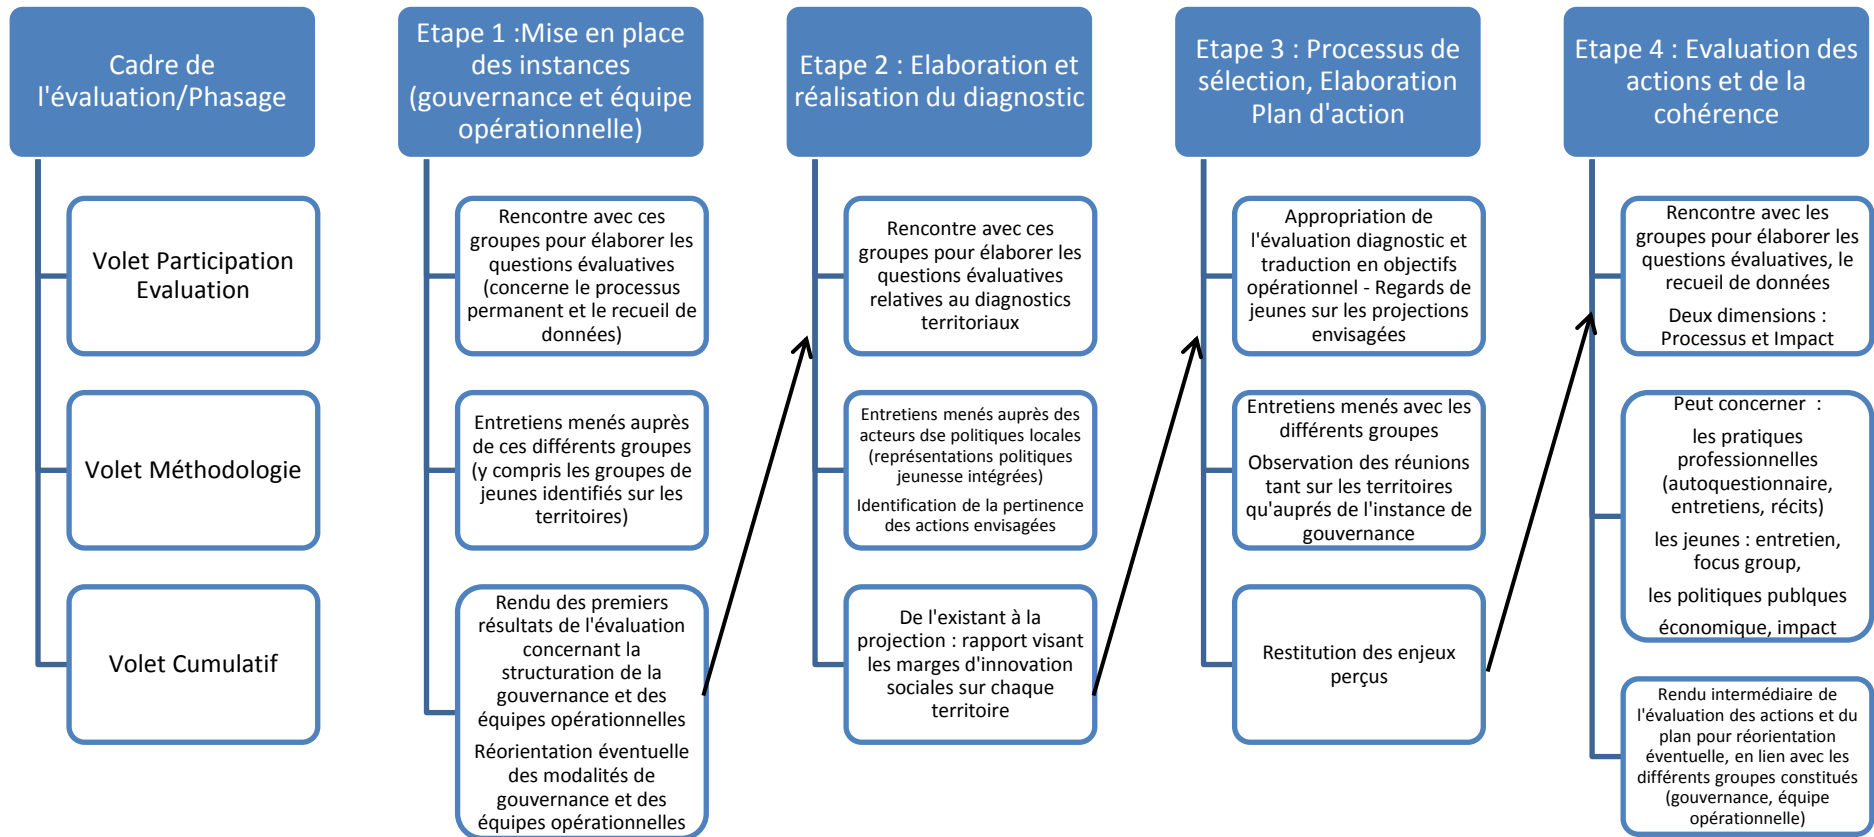 Cadre de
l'évaluation/Phasage
Volet Participation
Evaluation
Volet Méthodologie
Volet Cumulatif
Etape 1 :Mise en place
des instances
(gouvernance et équipe
opérationnelle)
Rencontre avec ces
groupes pour élaborer les
questions évaluatives
(concerne le processus
permanent et le recueil de
données)
Entretiens menés auprès
de ces différents groupes
(y compris les groupes de
jeunes identifiés sur les
territoires)
Rendu des premiers
résultats de l'évaluation
concernant la
structuration de la
gouvernance et des
équipes opérationnelles
Réorientation éventuelle
des modalités de
gouvernance et des
équipes opérationnelles
Etape 2 : Elaboration et
réalisation du diagnostic
Rencontre avec ces
groupes pour élaborer les
questions évaluatives
relatives au diagnostics
territoriaux
Entretiens menés auprès des
acteurs dse politiques locales
(représentations politiques
jeunesse intégrées)
Identification de la pertinence
des actions envisagées
De l'existant à la
projection : rapport visant
les marges d'innovation
sociales sur chaque
territoire
Etape 3 : Processus de
sélection, Elaboration
Plan d'action
Appropriation de
l'évaluation diagnostic et
traduction en objectifs
opérationnel - Regards de
jeunes sur les projections
envisagées
Entretiens menés avec les
différents groupes
Observation des réunions
tant sur les territoires
qu'auprés de l'instance de
gouvernance
Restitution des enjeux
perçus
Etape 4 : Evaluation des
actions et de la
cohérence
Rencontre avec les
groupes pour élaborer les
questions évaluatives, le
recueil de données
Deux dimensions :
Processus et Impact
Peut concerner :
les pratiques
professionnelles
(autoquestionnaire,
entretiens, récits)
les jeunes : entretien,
focus group,
les politiques publques
économique, impact
Rendu intermédiaire de
l'évaluation des actions et du
plan pour réorientation
éventuelle, en lien avec les
différents groupes constitués
(gouvernance, équipe
opérationnelle)